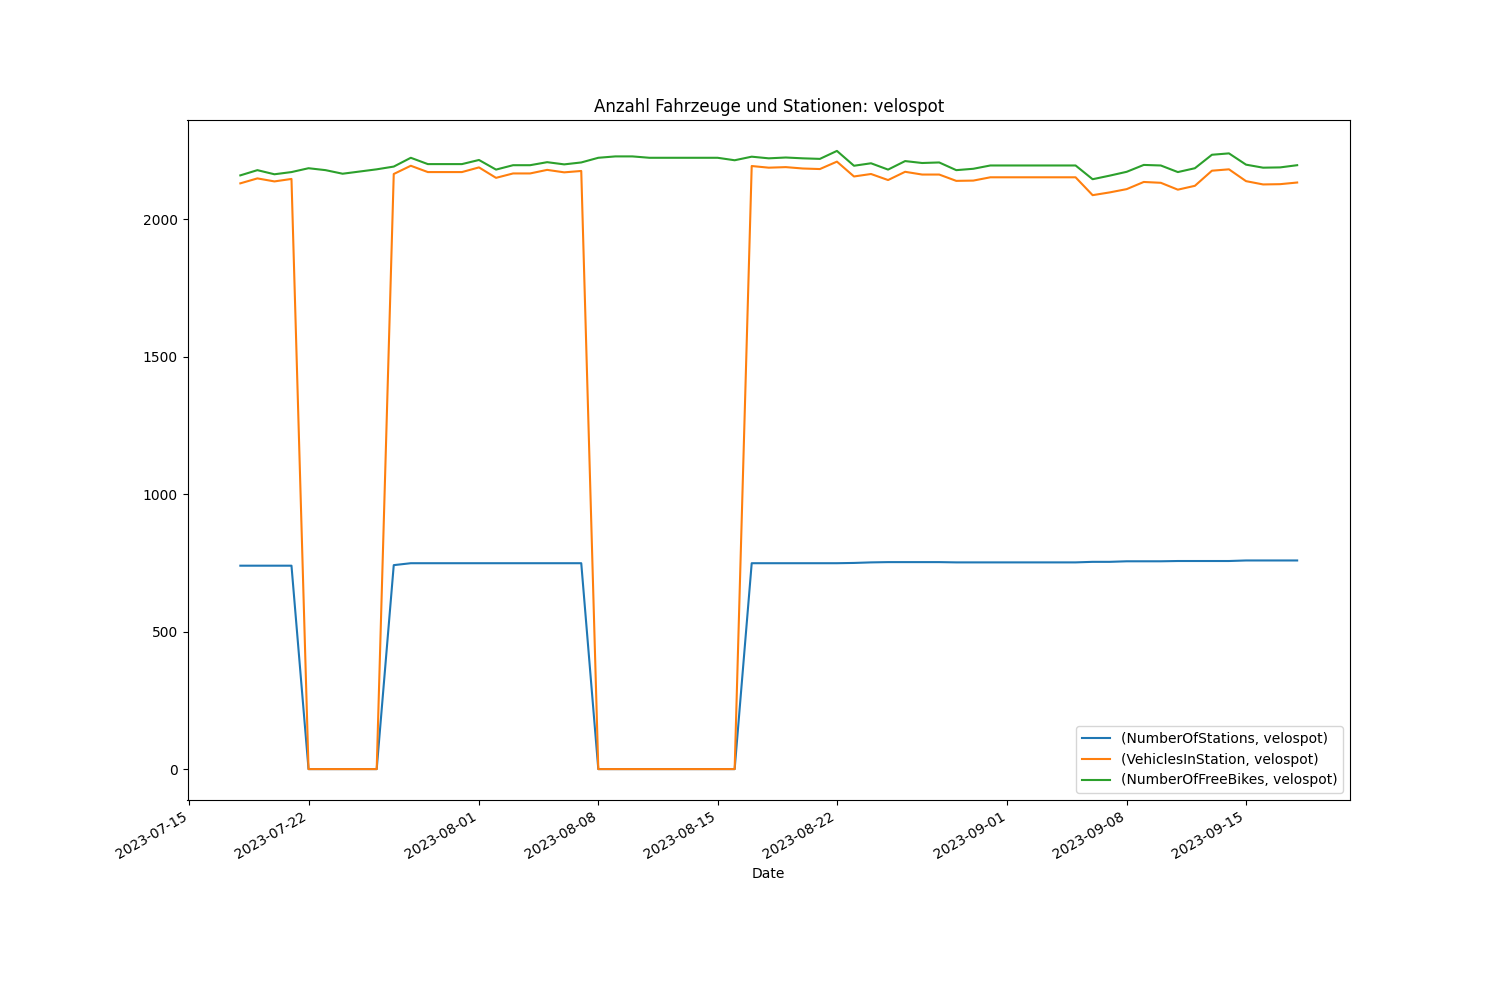 Anzahl Fahrzeuge und Stationen: velospot
2000
1500
1000
500
0
2023-07-15
2023-07-22
2023-08-01
2023-08-08
2023-08-15
2023-08-22
2023-09-01
2023-09-08
2023-09-15
Date
(NumberOfStations, velospot)
(VehiclesInStation, velospot)
(NumberOfFreeBikes, velospot)